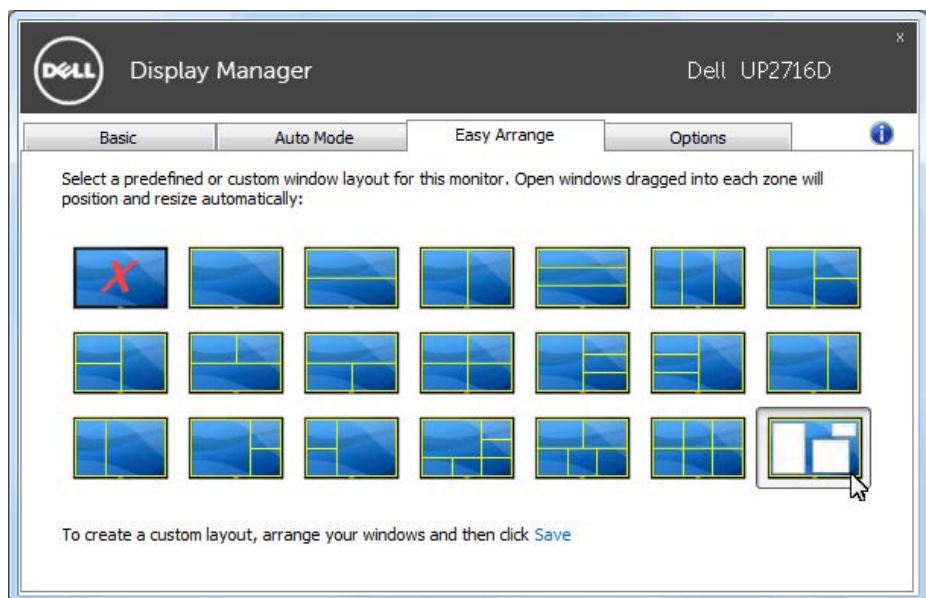 x
DELL Display Manager Dell UP2716D
Basic Auto Mode Easy Arrange Options i
Select a predefined or custom window layout for this monitor. Open windows dragged into each zone will
position and resize automatically:
X
To create a custom layout, arrange your windows and then click Save